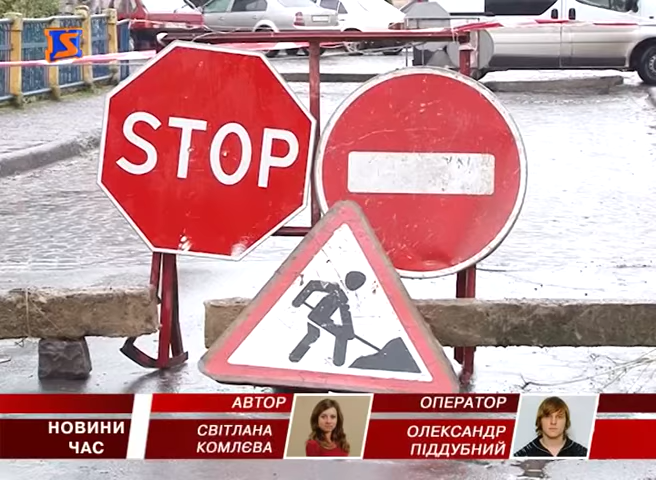 STOP
АВТОР
ОПЕРАТОР
НОВИНИ
ЧАС
СВІТЛАНА
КОМЛЄВА
ОЛЕКСАНДР
ПІДДУБНИЙ